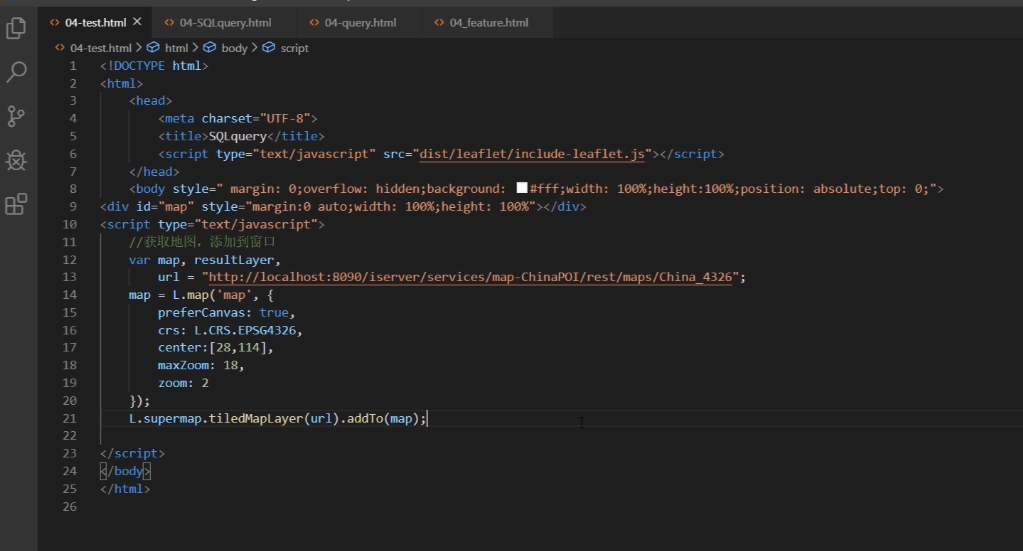 04-test.html
04-SQLquery.html
04-query.html
04_feature.html
04-test.html > html > body > script
1 <!DOCTYPE html>
2 <html>
3 <head>
4 <meta charset="UTF-8">
5 <title>SQLquery</title>
6 <script type="text/javascript" src="dist/leaflet/include-leaflet.js"></script>
7 </head>
8 <body style=" margin: 0;overflow: hidden;background: #fff;width: 100%;height:100%;position: absolute;top: 0;">
9 <div id="map" style="margin:0 auto;width: 100%;height: 100%"></div>
10 <script type="text/javascript">
11 //获取地图，添加到窗口
12 var map, resultLayer,
13 url = "http://localhost:8090/iserver/services/map-ChinaPOI/rest/maps/China_4326";
14 map = L.map('map', {
15 preferCanvas: true,
16 crs: L.CRS.EPSG4326,
17 center:[28,114],
18 maxZoom: 18,
19 zoom: 2
20 });
21 L.supermap.tiledMapLayer(url).addTo(map);
22
23 </script>
24 </body>
25 </html>
26